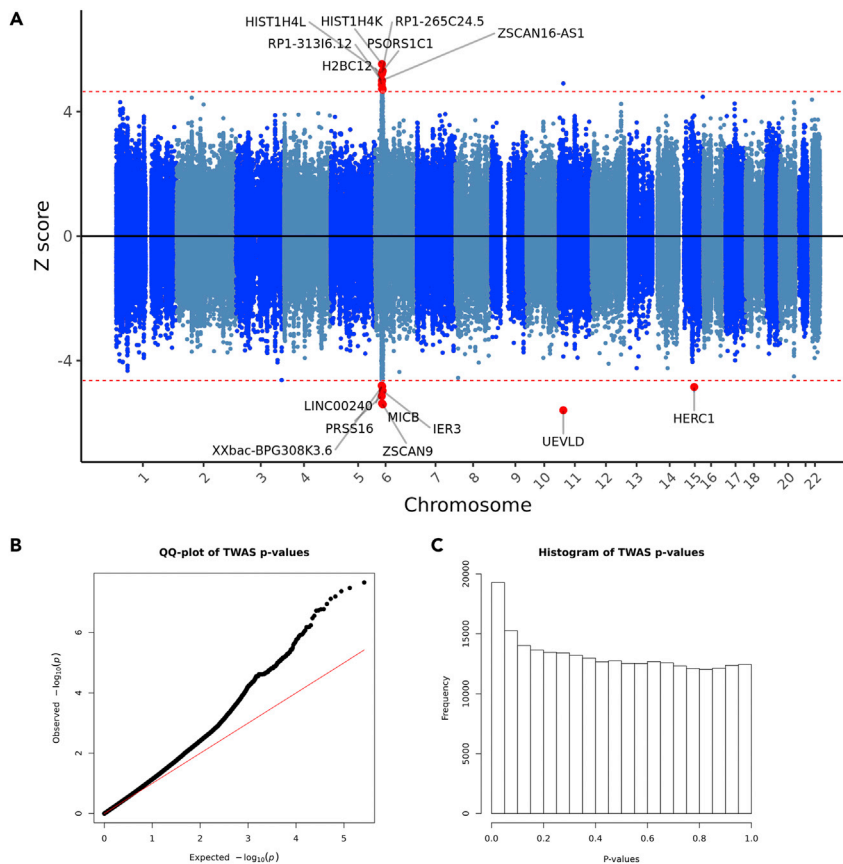 A
HIST1H4L
HIST1H4K
RP1-265C24.5
RP1-313I6.12
PSORS1C1
ZSCAN16-AS1
H2BC12
4
0
-4
Z score
LINC00240
MICB
PRSS16
IER3
HERC1
UEVLD
XXbac-BPG308K3.6
ZSCAN9
1 2 3 4 5 6 7 8 9 10 11 12 13 14 15 16 17 18 20 22
Chromosome
B
QQ-plot of TWAS p-values
6
4
2
0
Observed −log10(p)
0 1 2 3 4 5
Expected −log10(p)
C
Histogram of TWAS p-values
20000
15000
10000
5000
0
Frequency
0.0 0.2 0.4 0.6 0.8 1.0
P-values